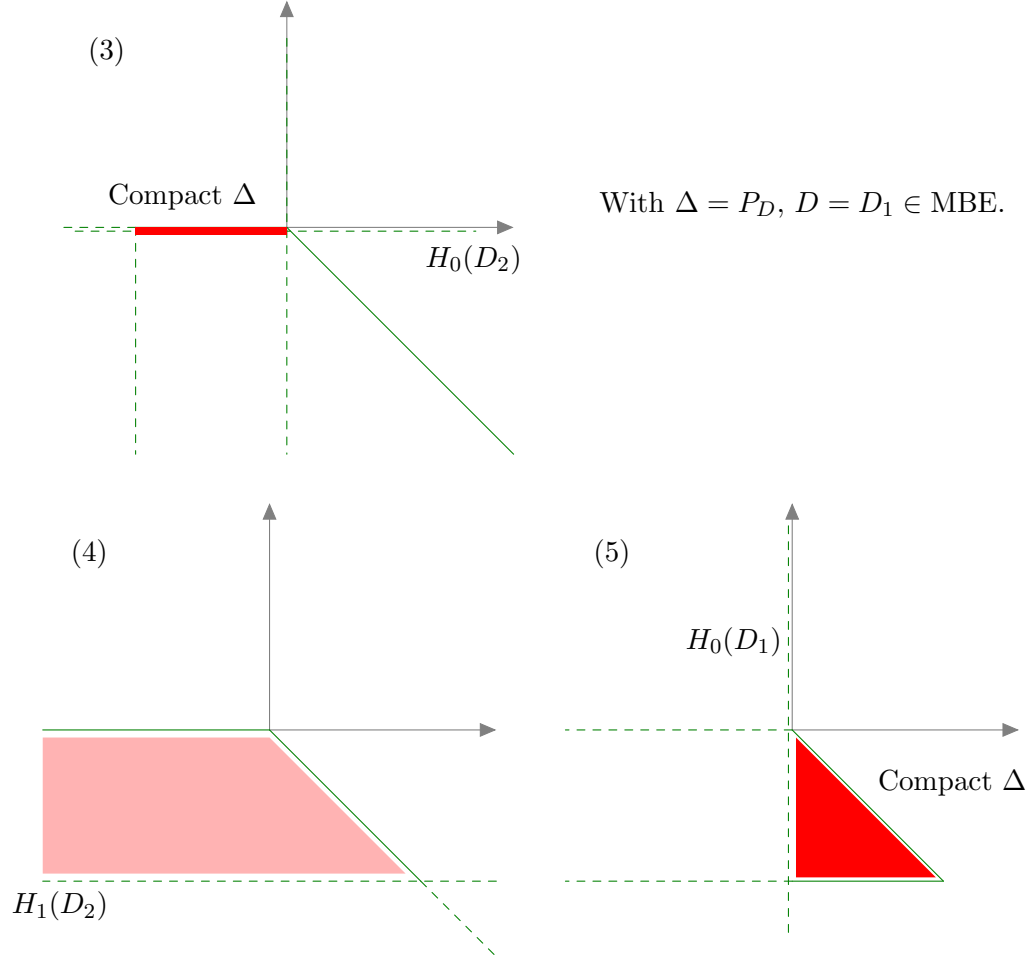 (3)
Compact Δ
With Δ = P_D, D = D_1 ∈ MBE.
H_0(D_2)
(4)
(5)
H_0(D_1)
Compact Δ
H_1(D_2)